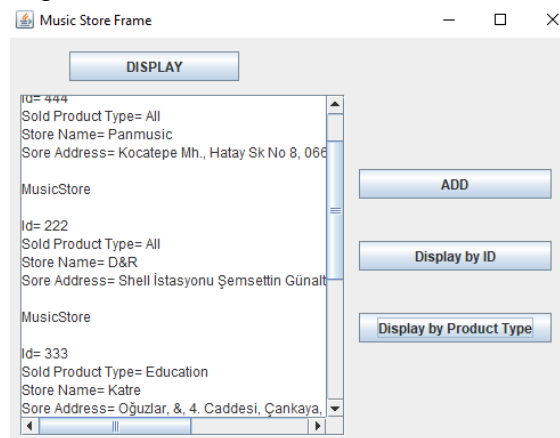 Music Store Frame
DISPLAY
Id= 444
Sold Product Type= All
Store Name= Panmusic
Sore Address= Kocatepe Mh., Hatay Sk No 8, 066
MusicStore
Id= 222
Sold Product Type= All
Store Name= D&R
Sore Address= Shell İstasyonu Şemsettin Günalt
MusicStore
Id= 333
Sold Product Type= Education
Store Name= Katre
Sore Address= Oğuzlar, &, 4. Caddesi, Çankaya,
ADD
Display by ID
Display by Product Type